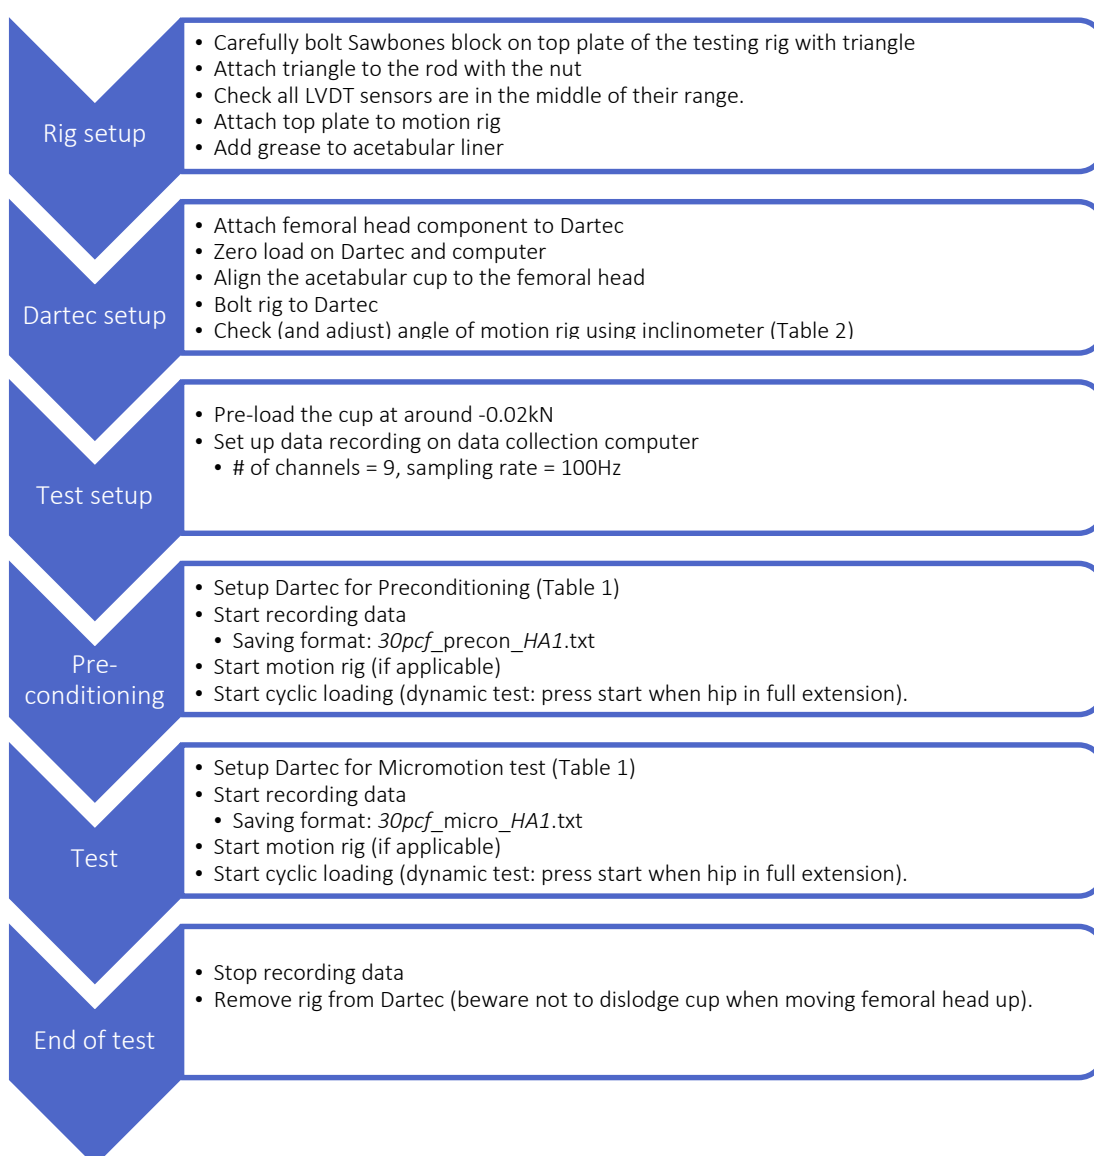 Rig setup
• Carefully bolt Sawbones block on top plate of the testing rig with triangle
• Attach triangle to the rod with the nut
• Check all LVDT sensors are in the middle of their range.
• Attach top plate to motion rig
• Add grease to acetabular liner
Dartec setup
• Attach femoral head component to Dartec
• Zero load on Dartec and computer
• Align the acetabular cup to the femoral head
• Bolt rig to Dartec
• Check (and adjust) angle of motion rig using inclinometer (Table 2)
Test setup
• Pre-load the cup at around -0.02kN
• Set up data recording on data collection computer
• # of channels = 9, sampling rate = 100Hz
Pre-
conditioning
• Setup Dartec for Preconditioning (Table 1)
• Start recording data
• Saving format: 30pcf_precon_HA1.txt
• Start motion rig (if applicable)
• Start cyclic loading (dynamic test: press start when hip in full extension).
Test
• Setup Dartec for Micromotion test (Table 1)
• Start recording data
• Saving format: 30pcf_micro_HA1.txt
• Start motion rig (if applicable)
• Start cyclic loading (dynamic test: press start when hip in full extension).
End of test
• Stop recording data
• Remove rig from Dartec (beware not to dislodge cup when moving femoral head up).